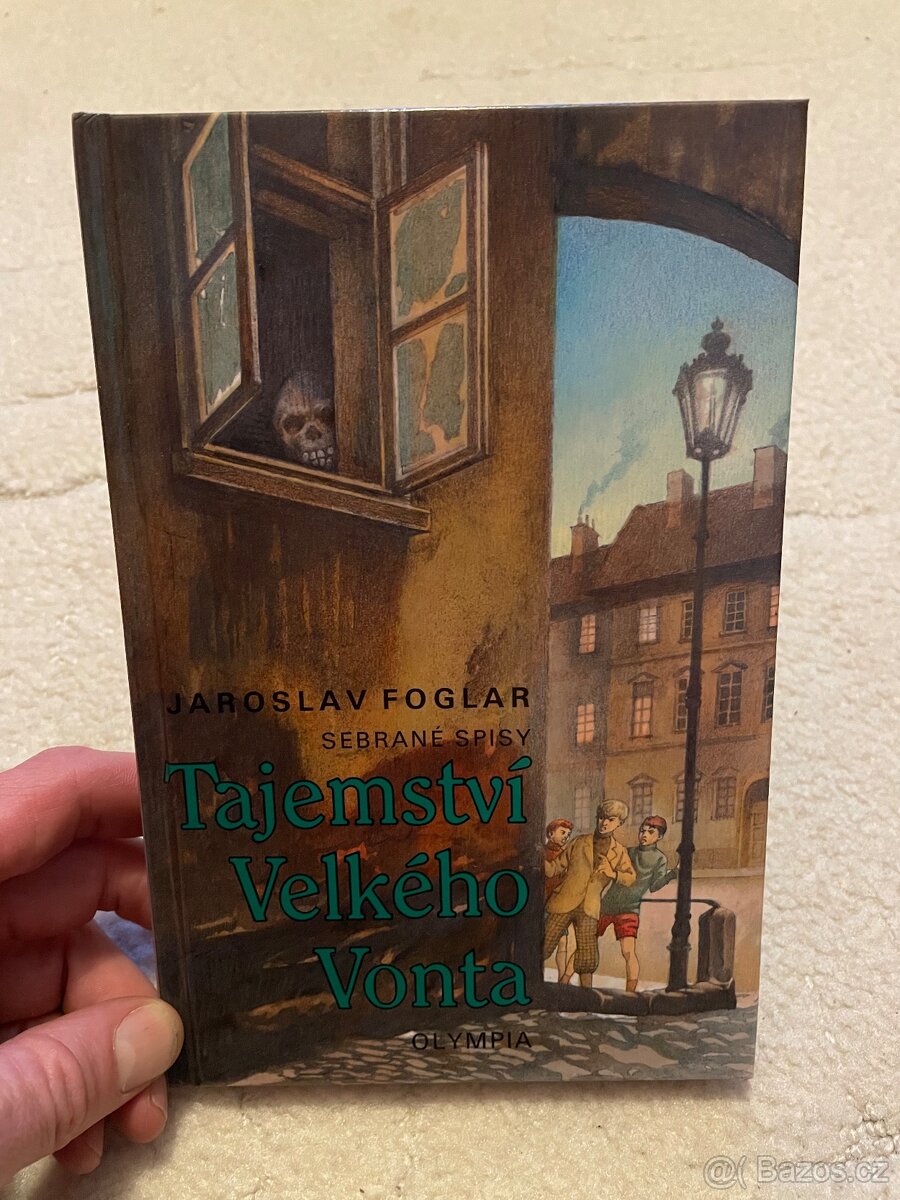 JAROSLAV FOGLAR
SEBRANÉ SPISY
Tajemství
Velkého
Vonta
OLYMPIA
@( Bazos.cz